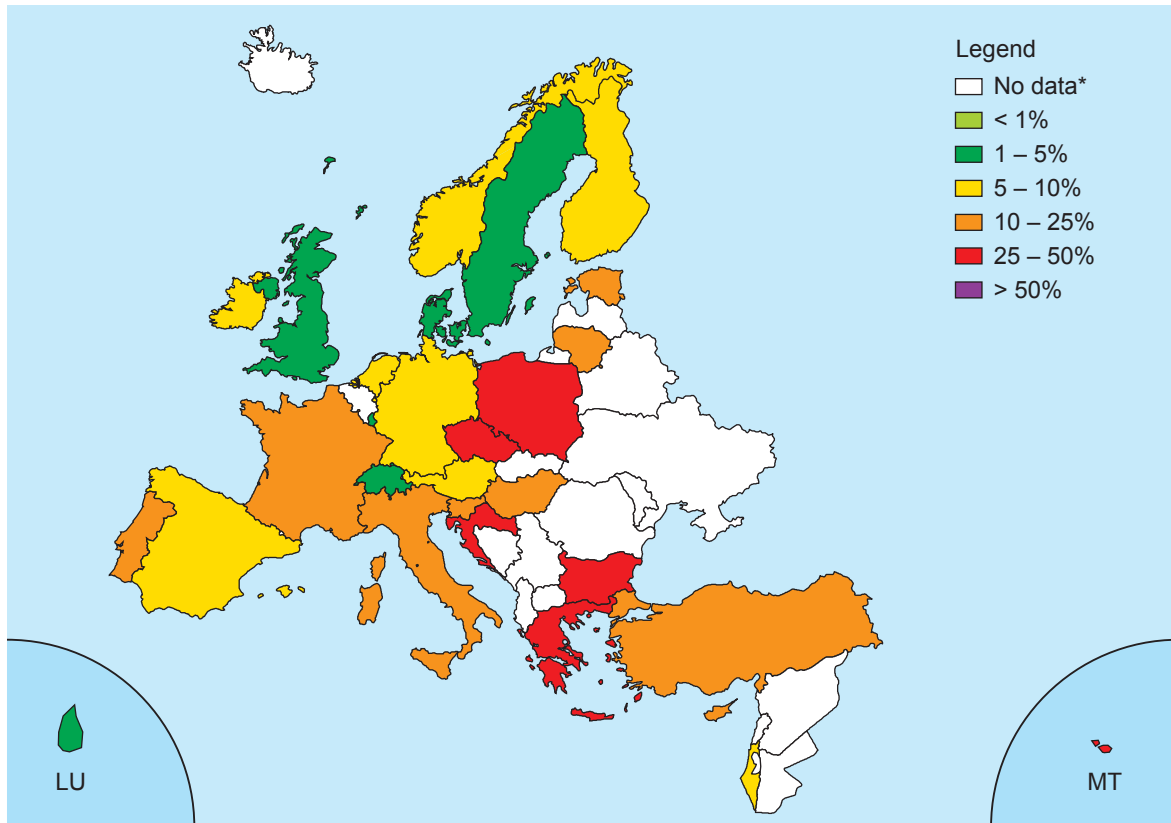 Legend
No data*
< 1%
1 – 5%
5 – 10%
10 – 25%
25 – 50%
> 50%
LU
MT